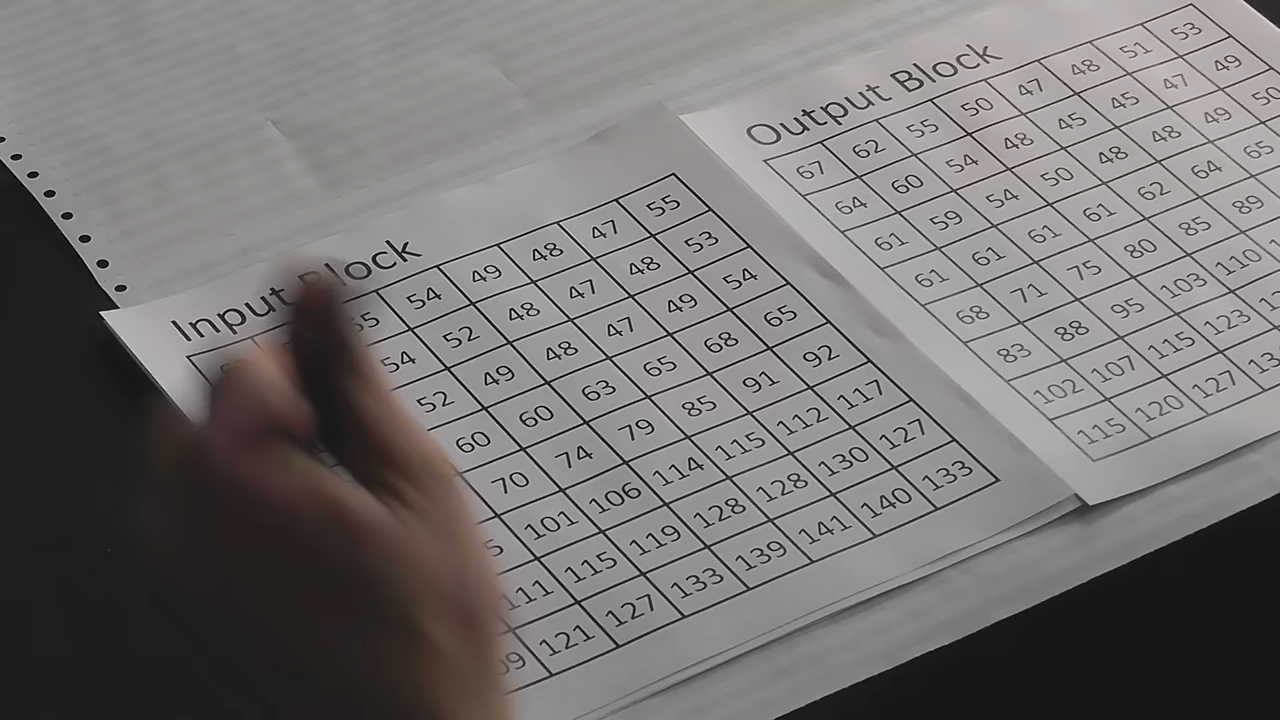 Input Block
54 49 48 47 55
54 52 48 47 48 53
52 49 48 47 49 54
60 60 63 65 68 65
70 74 79 85 91 92
101 106 114 115 112 117
111 115 119 128 128 130 127
121 127 133 139 141 140 133
Output Block
67 62 55 50 47 48 51 53
64 60 54 48 45 45 47 49
61 59 54 50 48 48 49 50
61 61 61 61 62 64 65
68 71 75 80 85 89
83 88 95 103 110
102 107 115 123
115 120 127